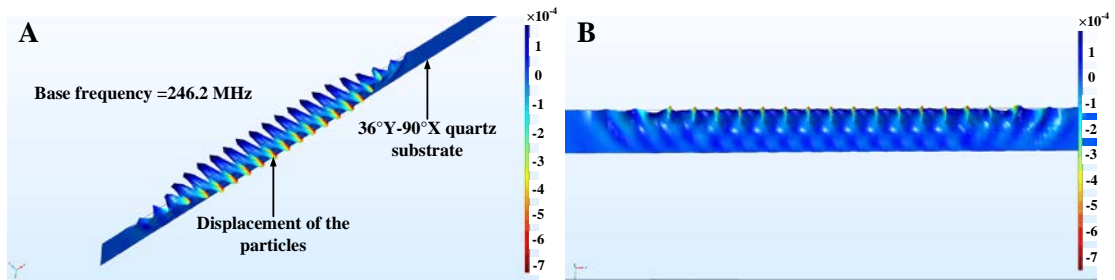 A
Base frequency =246.2 MHz
36°Y-90°X quartz
substrate
Displacement of the
particles
×10⁻⁴
1
0
-1
-2
-3
-4
-5
-6
-7
B
×10⁻⁴
1
0
-1
-2
-3
-4
-5
-6
-7